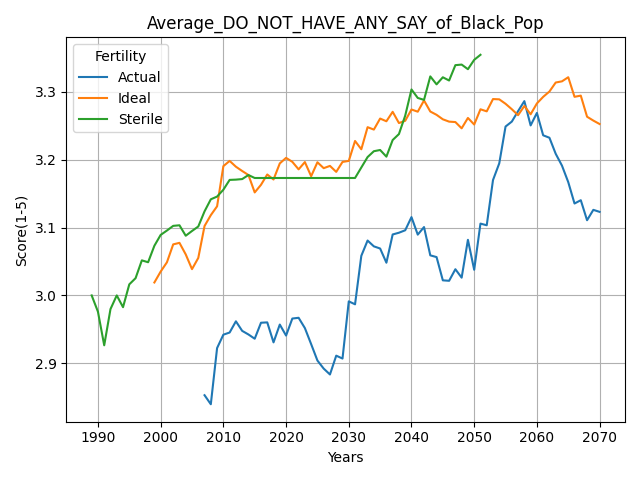 Average_DO_NOT_HAVE_ANY_SAY_of_Black_Pop
Fertility
Actual
Ideal
Sterile
Score(1-5)
3.3
3.2
3.1
3.0
2.9
1990 2000 2010 2020 2030 2040 2050 2060 2070
Years